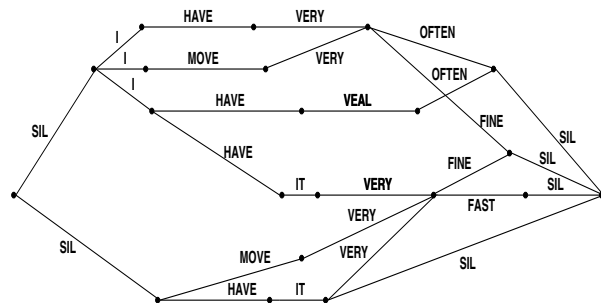 HAVE VERY
I OFTEN
I MOVE VERY
I OFTEN
HAVE VEAL
SIL FINE SIL
HAVE FINE SIL
IT VERY SIL
FAST
VERY
SIL MOVE VERY SIL
HAVE IT